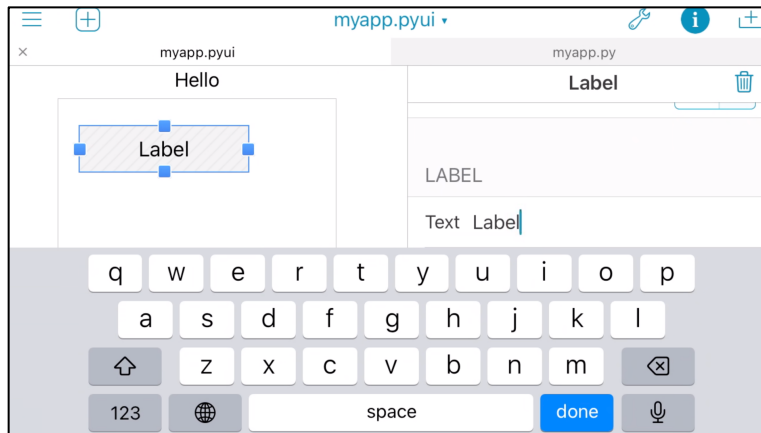 myapp.pyui ▾
myapp.pyui
myapp.py
Hello
Label
Label
LABEL
Text Label
q w e r t y u i o p
a s d f g h j k l
z x c v b n m
123 space done